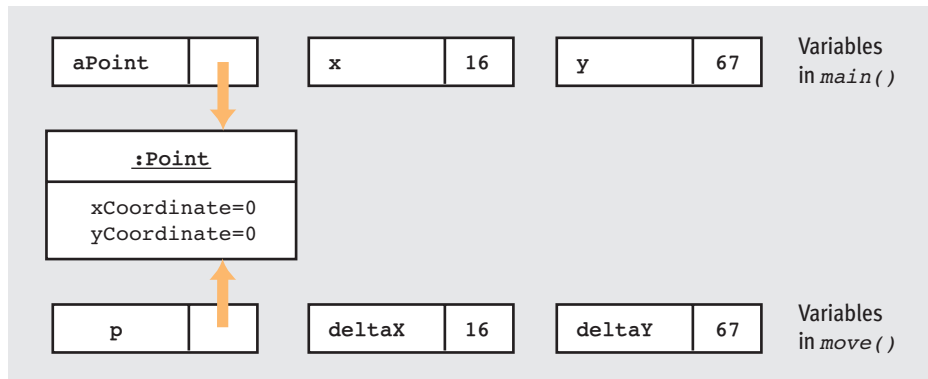 aPoint
x 16
y 67
Variables
in main()
:Point
xCoordinate=0
yCoordinate=0
p
deltaX 16
deltaY 67
Variables
in move()